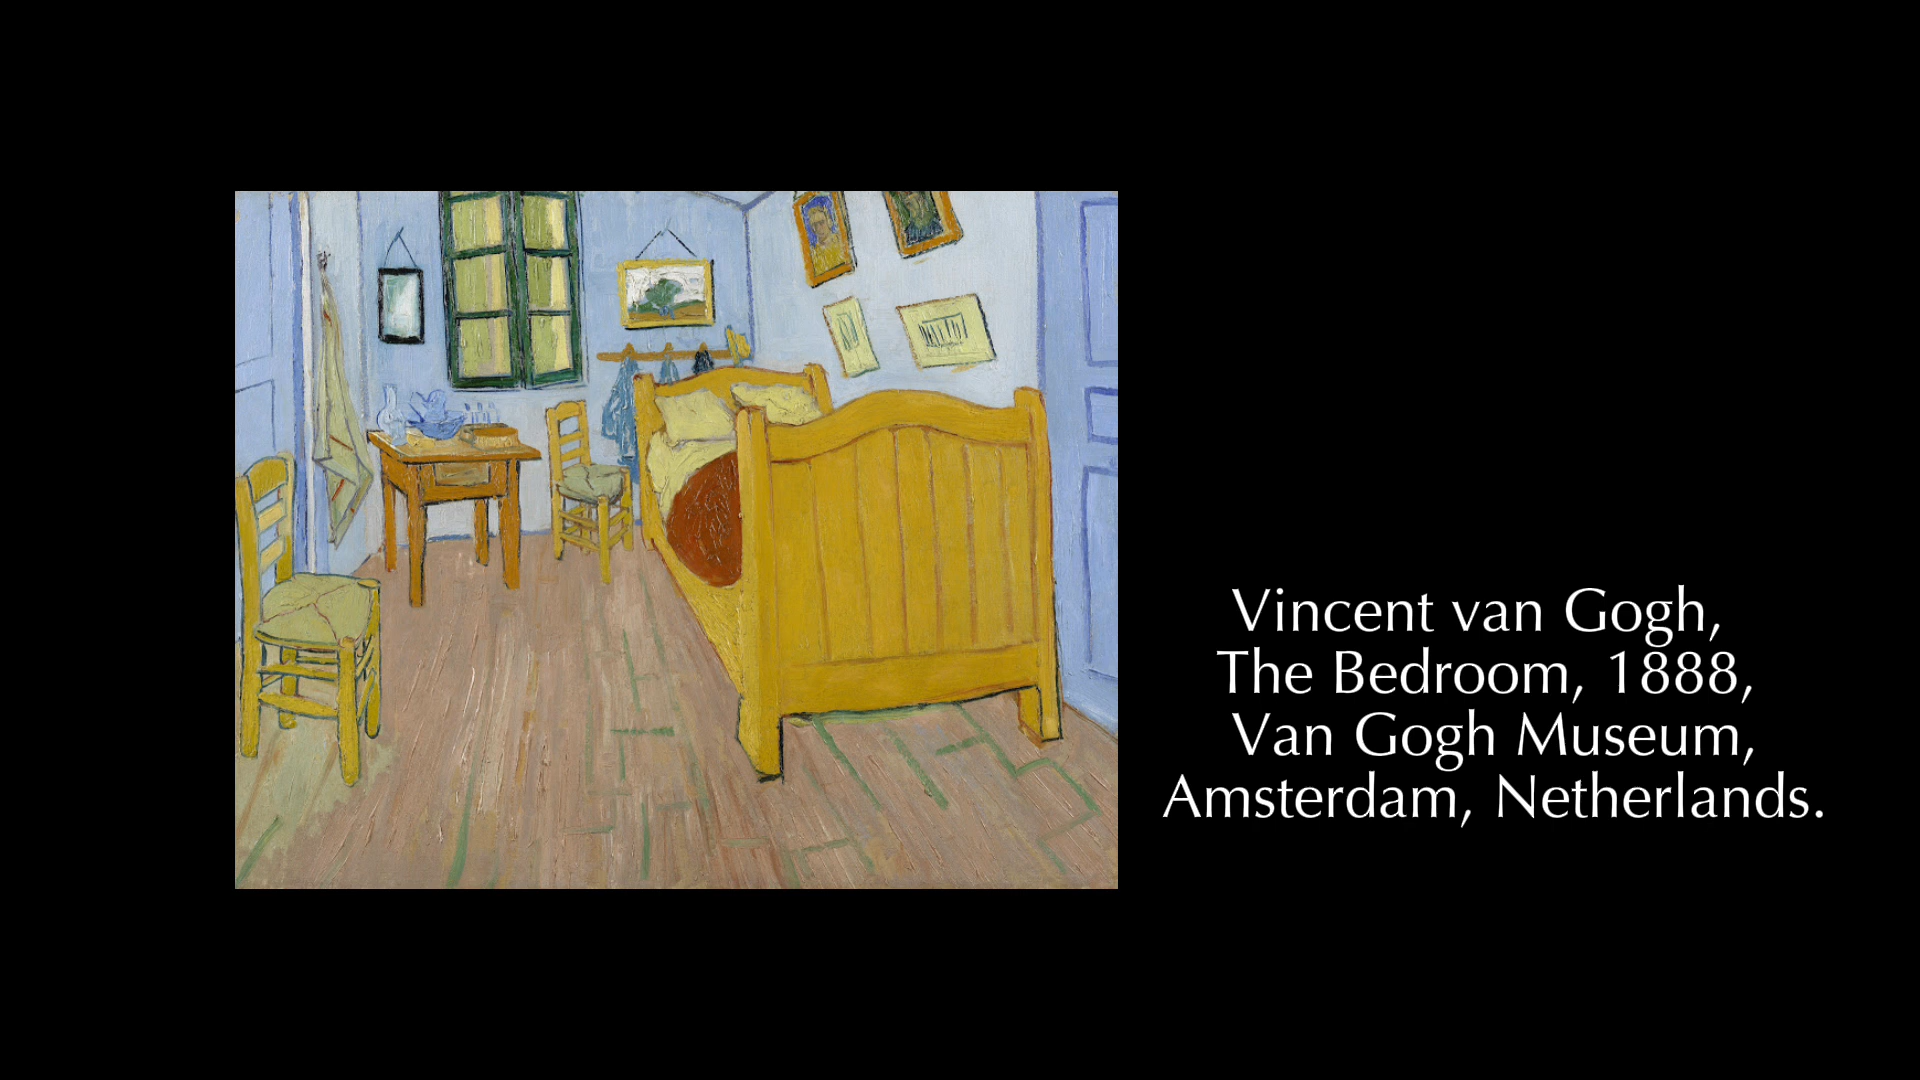 Vincent van Gogh,
The Bedroom, 1888,
Van Gogh Museum,
Amsterdam, Netherlands.